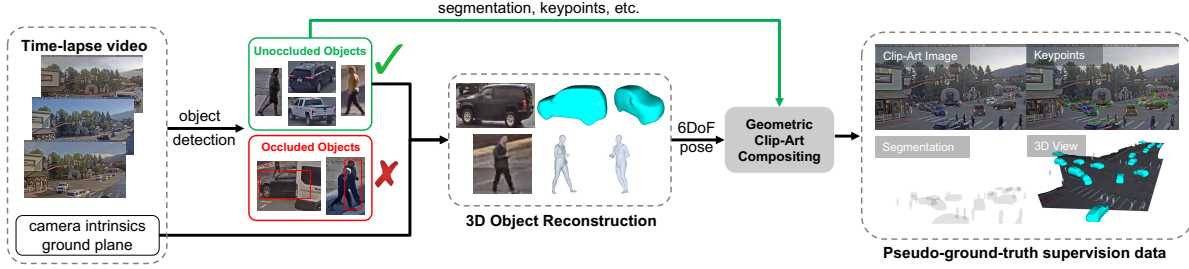 segmentation, keypoints, etc.
Time-lapse video
object
detection
Unoccluded Objects
Occluded Objects
camera intrinsics
ground plane
3D Object Reconstruction
6DoF
pose
Geometric
Clip-Art
Compositing
Clip-Art Image
Keypoints
Segmentation
3D View
Pseudo-ground-truth supervision data